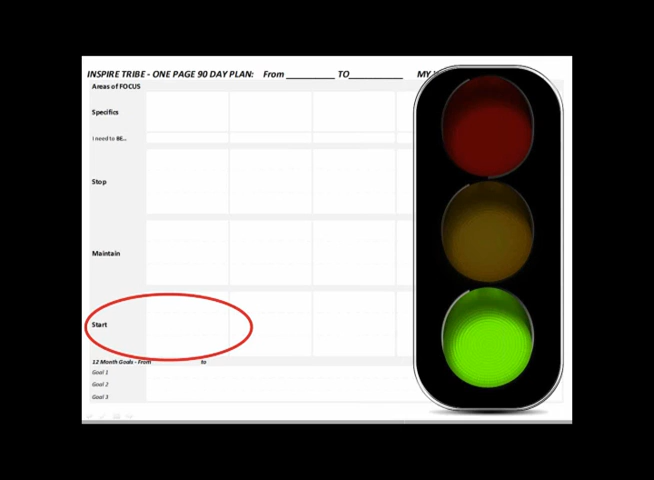 INSPIRE TRIBE - ONE PAGE 90 DAY PLAN: From __________ TO___________ MY
Areas of FOCUS
Specifics
I need to BE...
Stop
Maintain
Start
12 Month Goals - From to
Goal 1
Goal 2
Goal 3